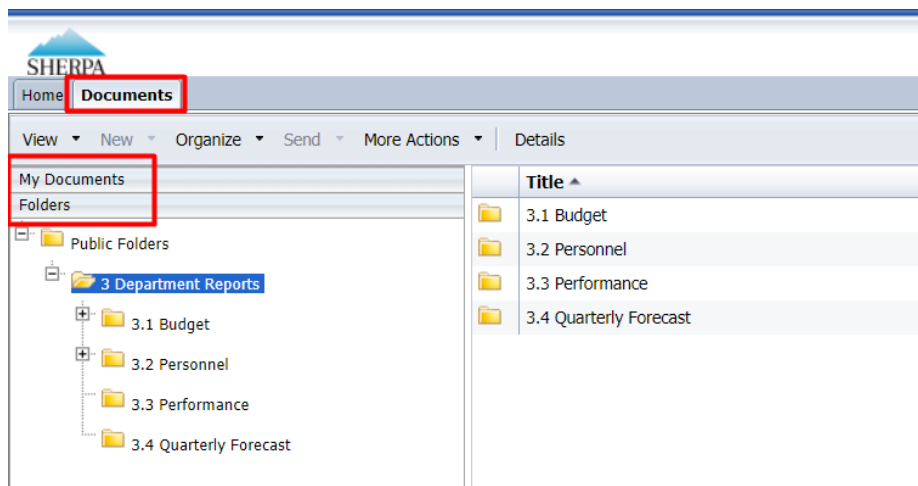 SHERPA
Home Documents
View New Organize Send More Actions Details
My Documents
Folders
Public Folders
3 Department Reports
3.1 Budget
3.2 Personnel
3.3 Performance
3.4 Quarterly Forecast
Title
3.1 Budget
3.2 Personnel
3.3 Performance
3.4 Quarterly Forecast